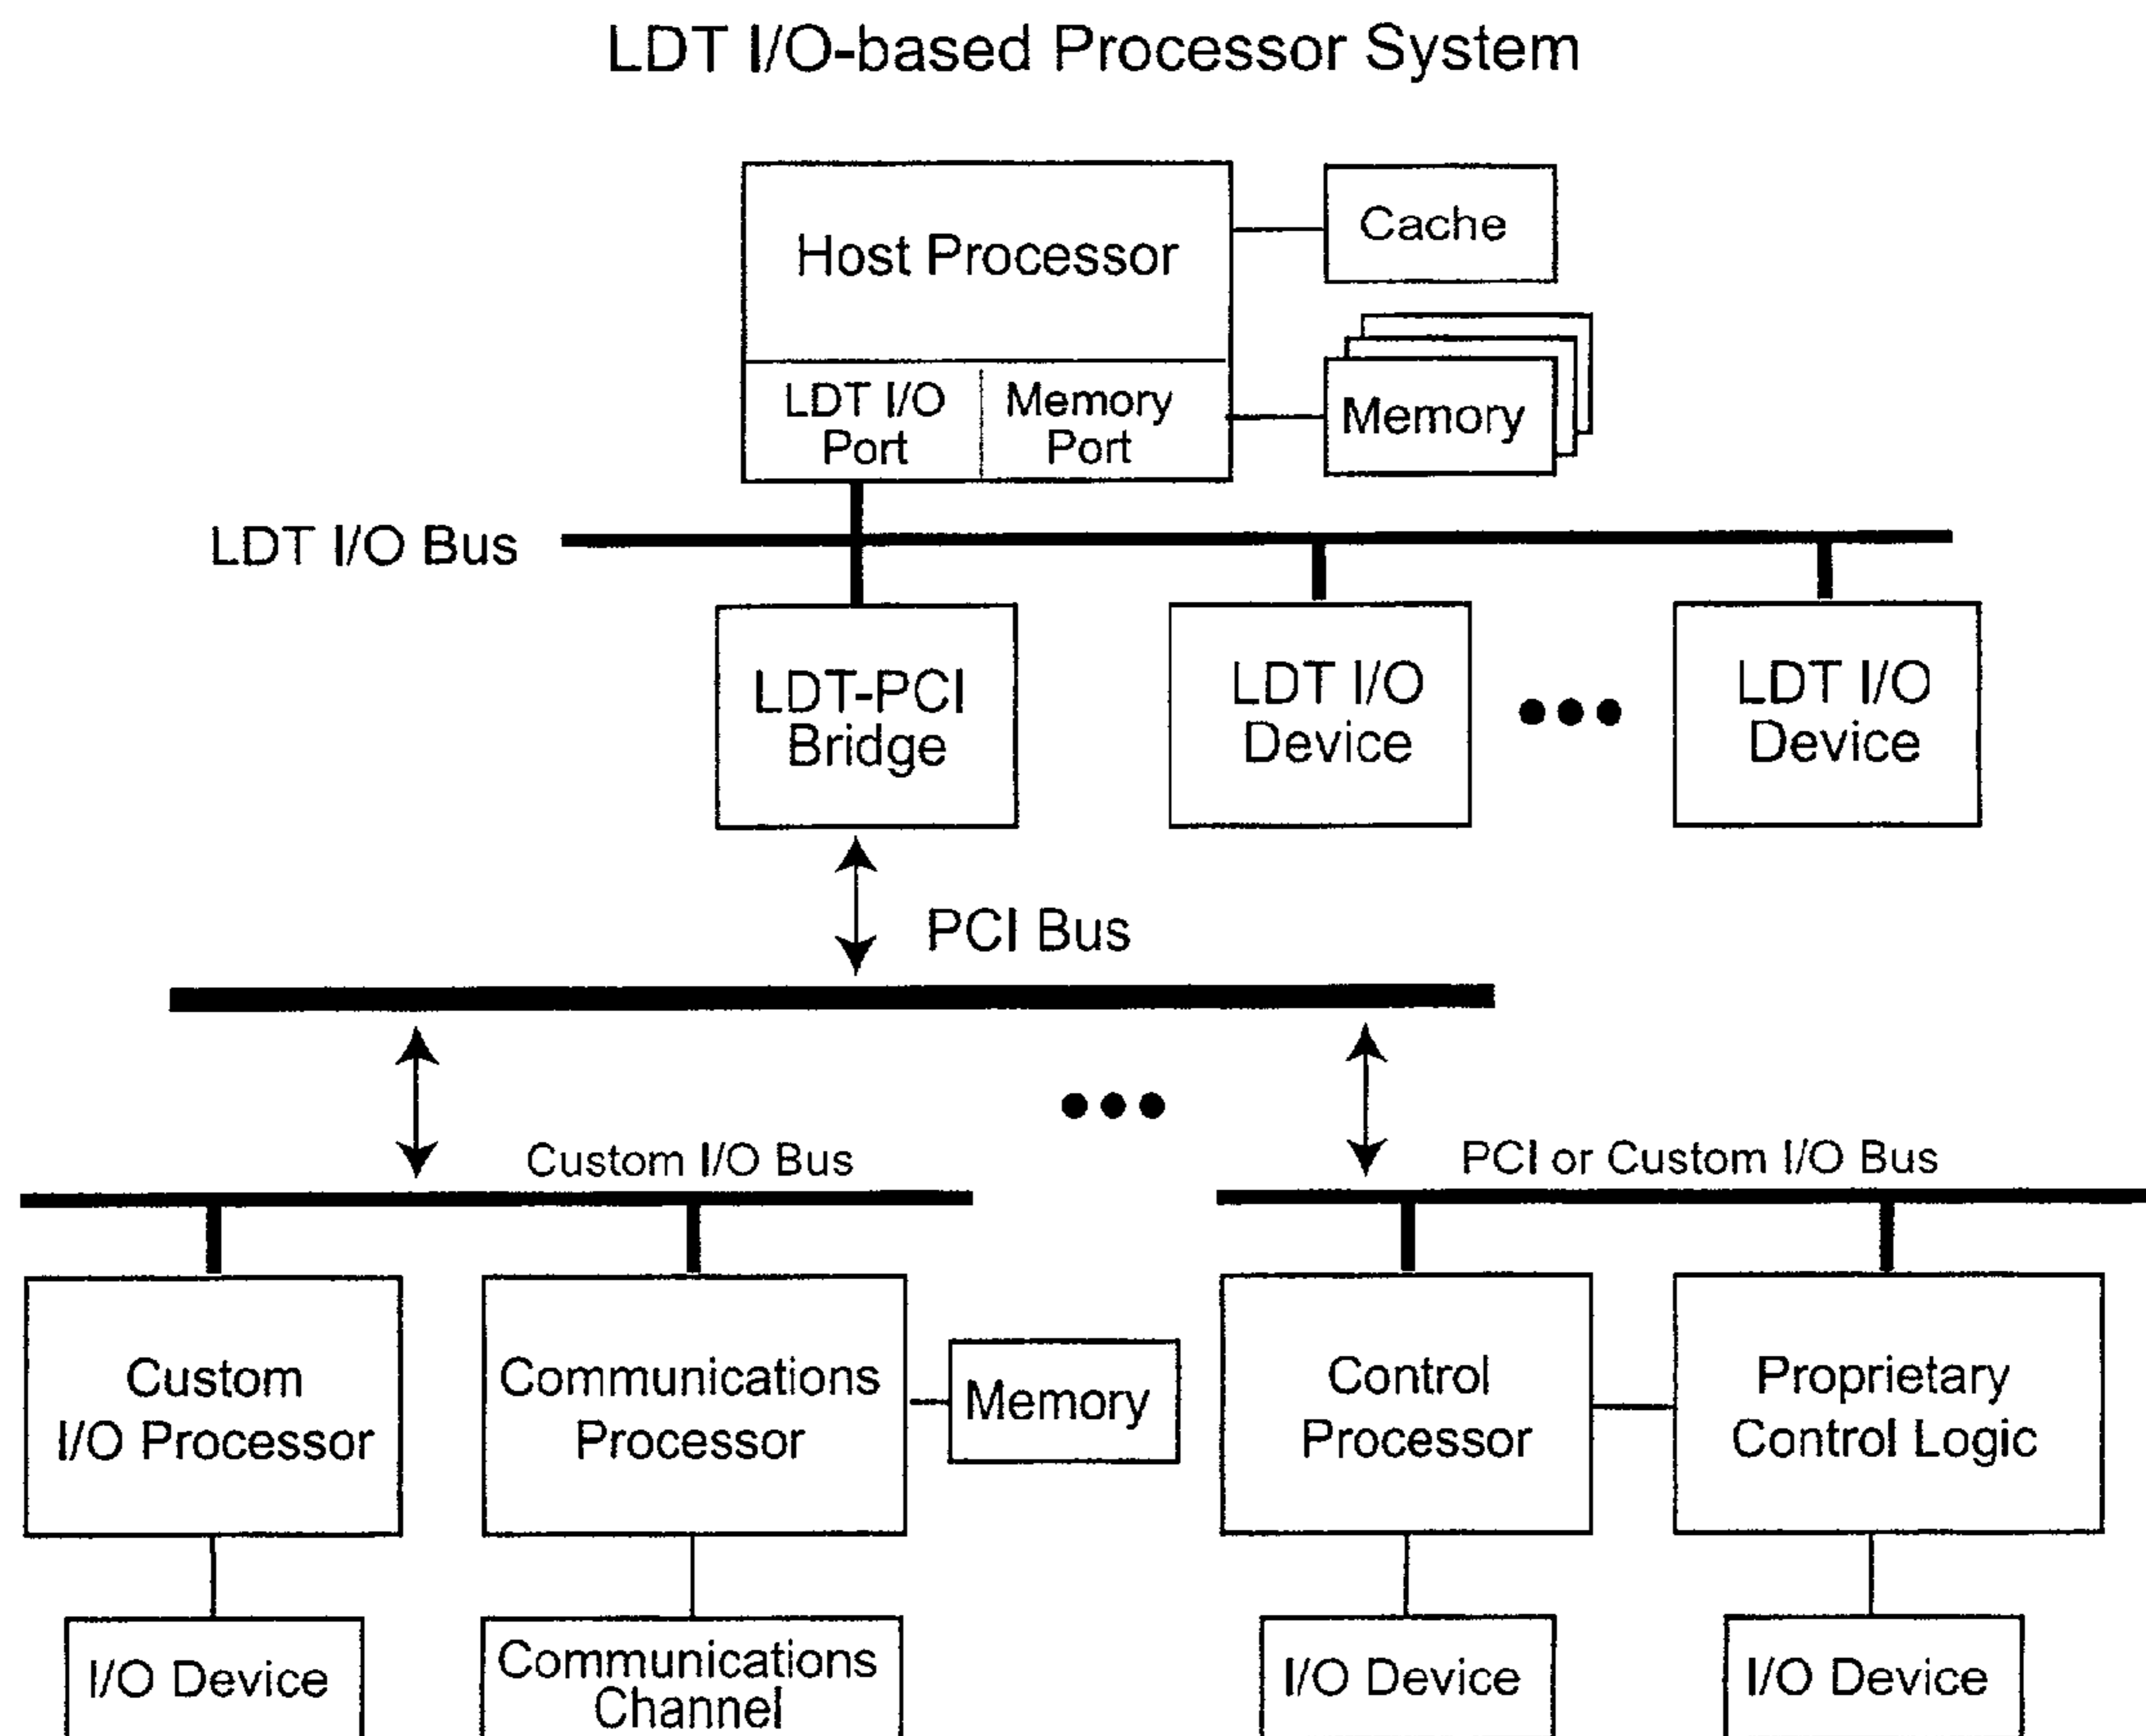 LDT I/O-based Processor System
Host Processor
Cache
LDT I/O
Port
Memory
Port
Memory
LDT I/O Bus
LDT-PCI
Bridge
LDT I/O
Device
LDT I/O
Device
PCI Bus
Custom I/O Bus
PCI or Custom I/O Bus
Custom
I/O Processor
Communications
Processor
Memory
Control
Processor
Proprietary
Control Logic
I/O Device
Communications
Channel
I/O Device
I/O Device